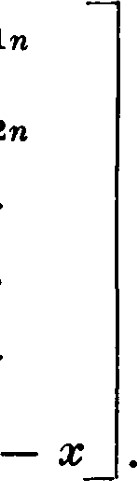 1n
2n
.
.
.
— x ] .